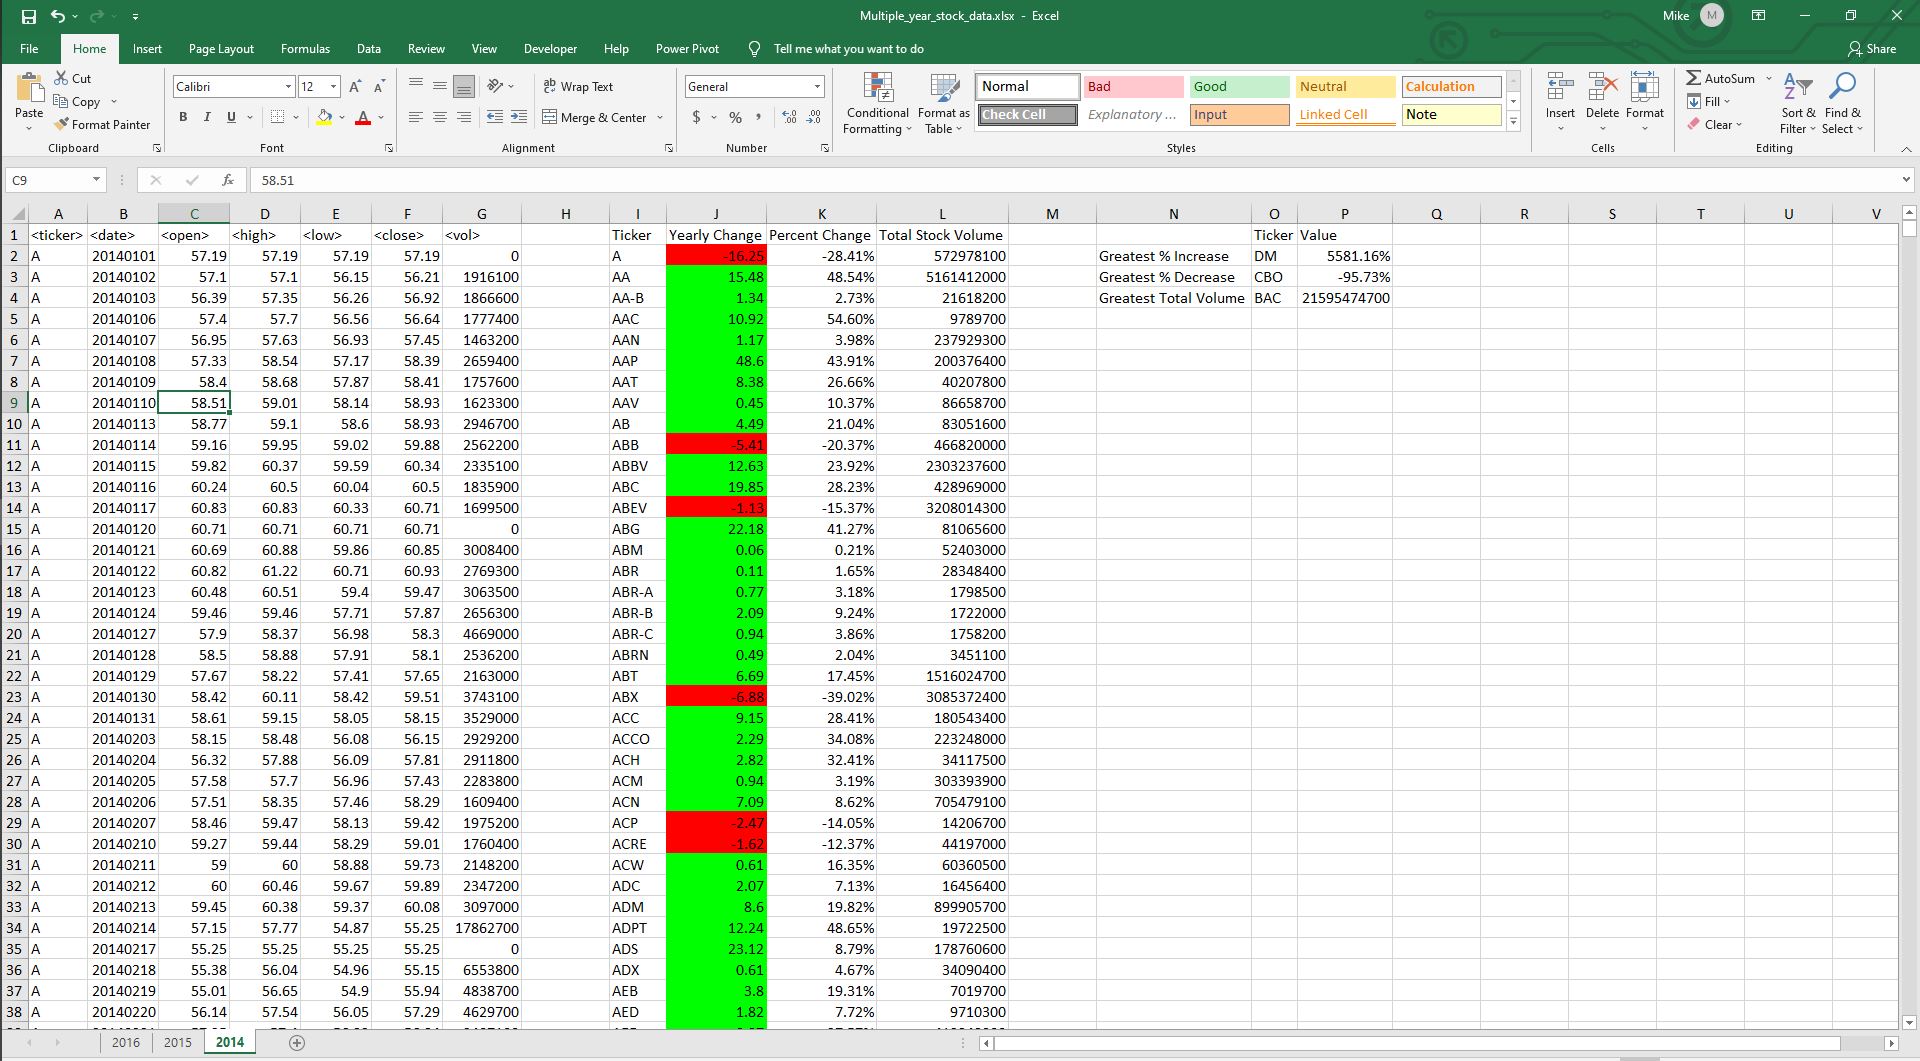 Multiple_year_stock_data.xlsx - Excel
Mike M
File Home Insert Page Layout Formulas Data Review View Developer Help Power Pivot Tell me what you want to do Share
Paste
Cut
Copy
Format Painter
Clipboard
Calibri 12
B I U
Font
Wrap Text
Merge & Center
Alignment
General
$ % ,
Number
Conditional Formatting
Format as Table
Normal Bad Good Neutral Calculation
Check Cell Explanatory ... Input Linked Cell Note
Styles
Insert Delete Format
Cells
AutoSum
Fill
Clear
Sort & Filter
Find & Select
Editing
C9 fx 58.51
A B C D E F G H I J K L M N O P Q R S T U V
1 <ticker> <date> <open> <high> <low> <close> <vol> Ticker Yearly Change Percent Change Total Stock Volume Ticker Value
2 A 20140101 57.19 57.19 57.19 57.19 0 A -16.25 -28.41% 572978100 Greatest % Increase DM 5581.16%
3 A 20140102 57.1 57.1 56.15 56.21 1916100 AA 15.48 48.54% 5161412000 Greatest % Decrease CBO -95.73%
4 A 20140103 56.39 57.35 56.26 56.92 1866600 AA-B 1.34 2.73% 21618200 Greatest Total Volume BAC 21595474700
5 A 20140106 57.4 57.7 56.56 56.64 1777400 AAC 10.92 54.60% 9789700
6 A 20140107 56.95 57.63 56.93 57.45 1463200 AAN 1.17 3.98% 237929300
7 A 20140108 57.33 58.54 57.17 58.39 2659400 AAP 48.6 43.91% 200376400
8 A 20140109 58.4 58.68 57.87 58.41 1757600 AAT 8.38 26.66% 40207800
9 A 20140110 58.51 59.01 58.14 58.93 1623300 AAV 0.45 10.37% 86658700
10 A 20140113 58.77 59.1 58.6 58.93 2946700 AB 4.49 21.04% 83051600
11 A 20140114 59.16 59.95 59.02 59.88 2562200 ABB -5.41 -20.37% 466820000
12 A 20140115 59.82 60.37 59.59 60.34 2335100 ABBV 12.63 23.92% 2303237600
13 A 20140116 60.24 60.5 60.04 60.5 1835900 ABC 19.85 28.23% 428969000
14 A 20140117 60.83 60.83 60.33 60.71 1699500 ABEV -1.13 -15.37% 3208014300
15 A 20140120 60.71 60.71 60.71 60.71 0 ABG 22.18 41.27% 81065600
16 A 20140121 60.69 60.88 59.86 60.85 3008400 ABM 0.06 0.21% 52403000
17 A 20140122 60.82 61.22 60.71 60.93 2769300 ABR 0.11 1.65% 28348400
18 A 20140123 60.48 60.51 59.4 59.47 3063500 ABR-A 0.77 3.18% 1798500
19 A 20140124 59.46 59.46 57.71 57.87 2656300 ABR-B 2.09 9.24% 1722000
20 A 20140127 57.9 58.37 56.98 58.3 4669000 ABR-C 0.94 3.86% 1758200
21 A 20140128 58.5 58.88 57.91 58.1 2536200 ABRN 0.49 2.04% 3451100
22 A 20140129 57.67 58.22 57.41 57.65 2163000 ABT 6.69 17.45% 1516024700
23 A 20140130 58.42 60.11 58.42 59.51 3743100 ABX -6.88 -39.02% 3085372400
24 A 20140131 58.61 59.15 58.05 58.15 3529000 ACC 9.15 28.41% 180543400
25 A 20140203 58.15 58.48 56.08 56.15 2929200 ACCO 2.29 34.08% 223248000
26 A 20140204 56.32 57.88 56.09 57.81 2911800 ACH 2.82 32.41% 34117500
27 A 20140205 57.58 57.7 56.96 57.43 2283800 ACM 0.94 3.19% 303393900
28 A 20140206 57.51 58.35 57.46 58.29 1609400 ACN 7.09 8.62% 705479100
29 A 20140207 58.46 59.47 58.13 59.42 1975200 ACP -2.47 -14.05% 14206700
30 A 20140210 59.27 59.44 58.29 59.01 1760400 ACRE -1.62 -12.37% 44197000
31 A 20140211 59 60 58.88 59.73 2148200 ACW 0.61 16.35% 60360500
32 A 20140212 60 60.46 59.67 59.89 2347200 ADC 2.07 7.13% 16456400
33 A 20140213 59.45 60.38 59.37 60.08 3097000 ADM 8.6 19.82% 899905700
34 A 20140214 57.15 57.77 54.87 55.25 17862700 ADPT 12.24 48.65% 19722500
35 A 20140217 55.25 55.25 55.25 55.25 0 ADS 23.12 8.79% 178760600
36 A 20140218 55.38 56.04 54.96 55.15 6553800 ADX 0.61 4.67% 34090400
37 A 20140219 55.01 56.65 54.9 55.94 4838700 AEB 3.8 19.31% 7019700
38 A 20140220 56.14 57.54 56.05 57.29 4629700 AED 1.82 7.72% 9710300
2016 2015 2014